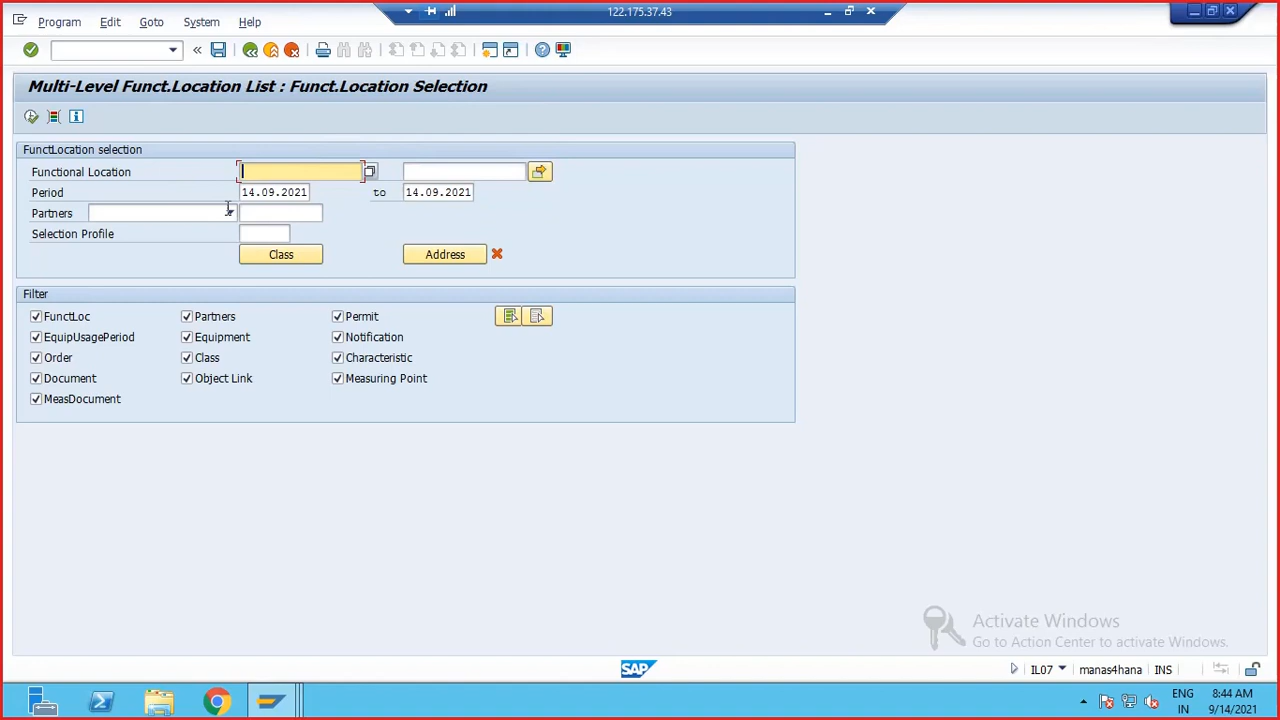 122.175.37.43
Program Edit Goto System Help
Multi-Level Funct.Location List : Funct.Location Selection
FunctLocation selection
Functional Location
Period 14.09.2021 to 14.09.2021
Partners
Selection Profile
Class Address
Filter
FunctLoc Partners Permit
EquipUsagePeriod Equipment Notification
Order Class Characteristic
Document Object Link Measuring Point
MeasDocument
Activate Windows
Go to Action Center to activate Windows.
SAP IL07 manas4hana INS
ENG 8:44 AM
IN 9/14/2021